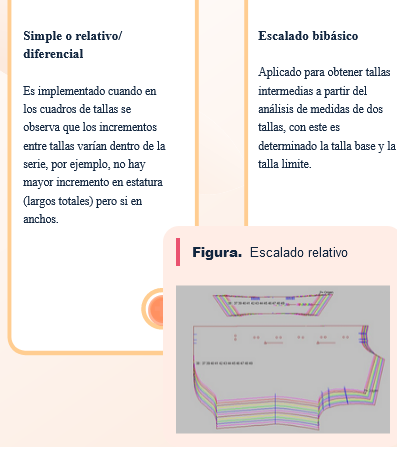 Simple o relativo/
diferencial
Es implementado cuando en
los cuadros de tallas se
observa que los incrementos
entre tallas varían dentro de la
serie, por ejemplo, no hay
mayor incremento en estatura
(largos totales) pero si en
anchos.
Escalado bibásico
Aplicado para obtener tallas
intermedias a partir del
análisis de medidas de dos
tallas, con este es
determinado la talla base y la
talla limite.
Figura. Escalado relativo